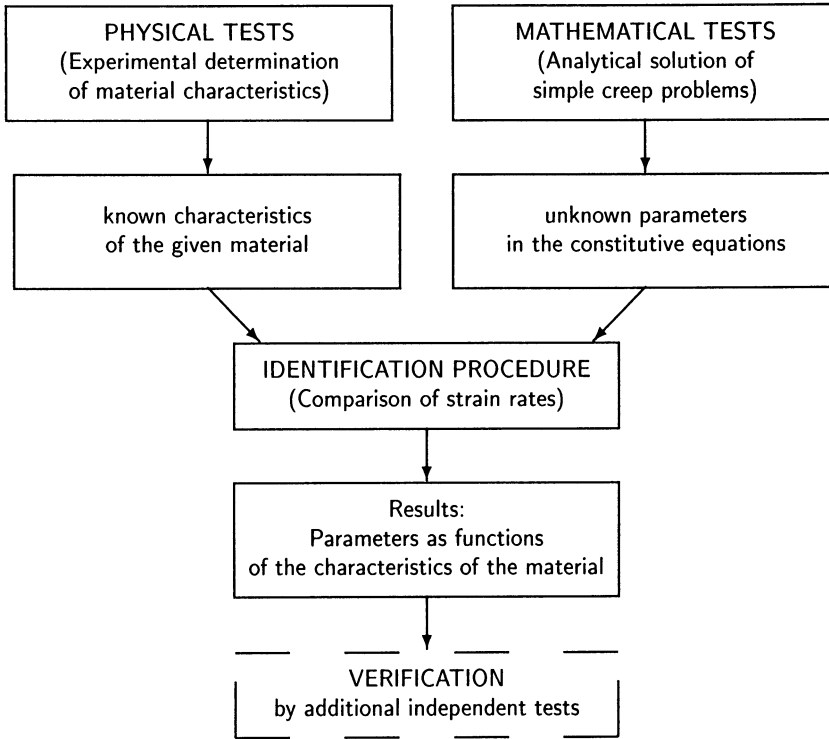 PHYSICAL TESTS
(Experimental determination
of material characteristics)
MATHEMATICAL TESTS
(Analytical solution of
simple creep problems)
known characteristics
of the given material
unknown parameters
in the constitutive equations
IDENTIFICATION PROCEDURE
(Comparison of strain rates)
Results:
Parameters as functions
of the characteristics of the material
VERIFICATION
by additional independent tests